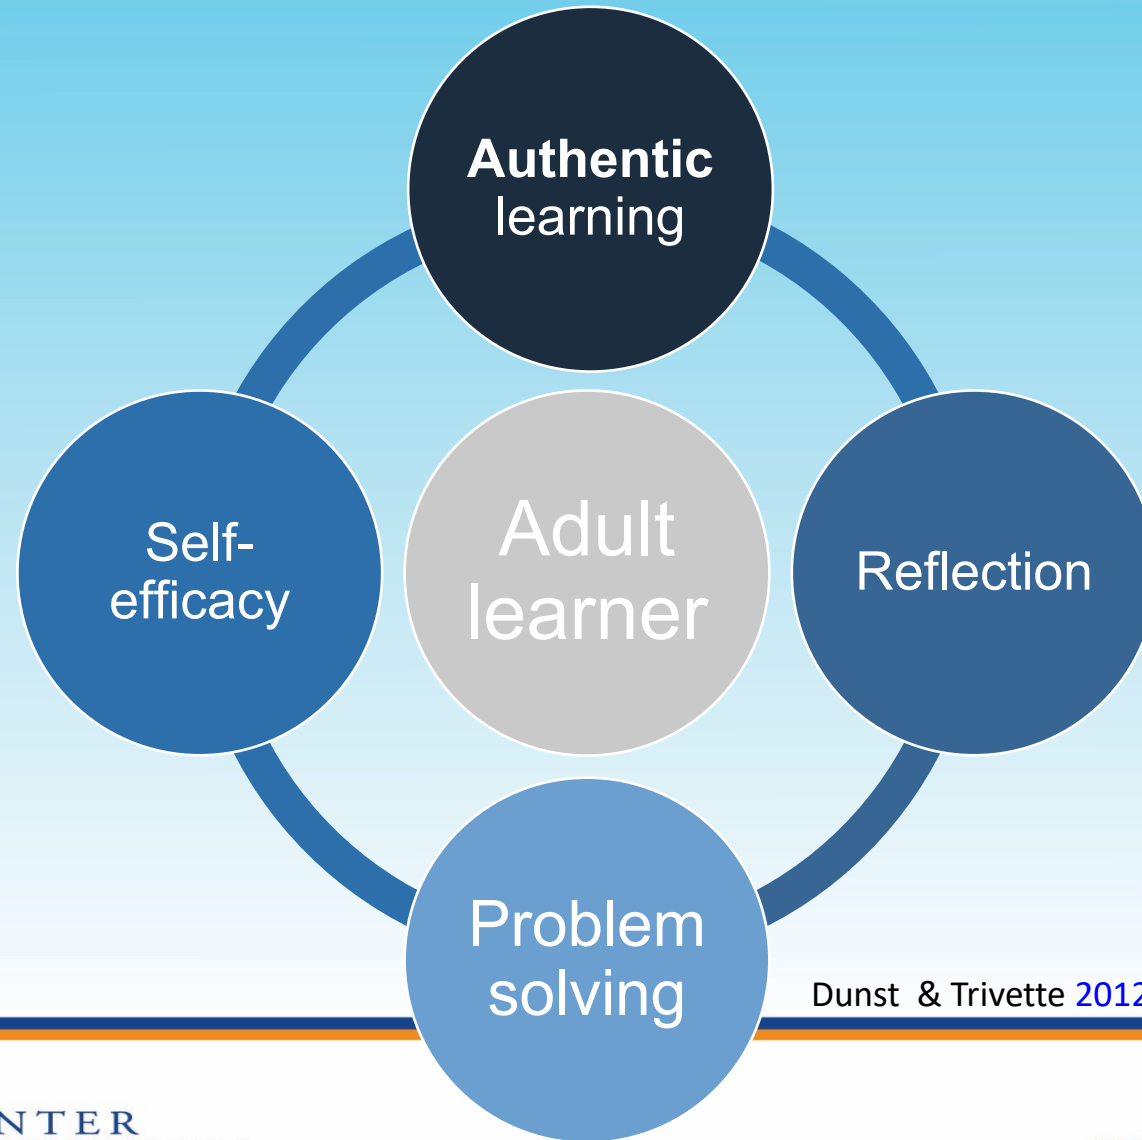 Authentic
learning
Self-
efficacy
Adult
learner
Reflection
Problem
solving
Dunst & Trivette 2012
NTER